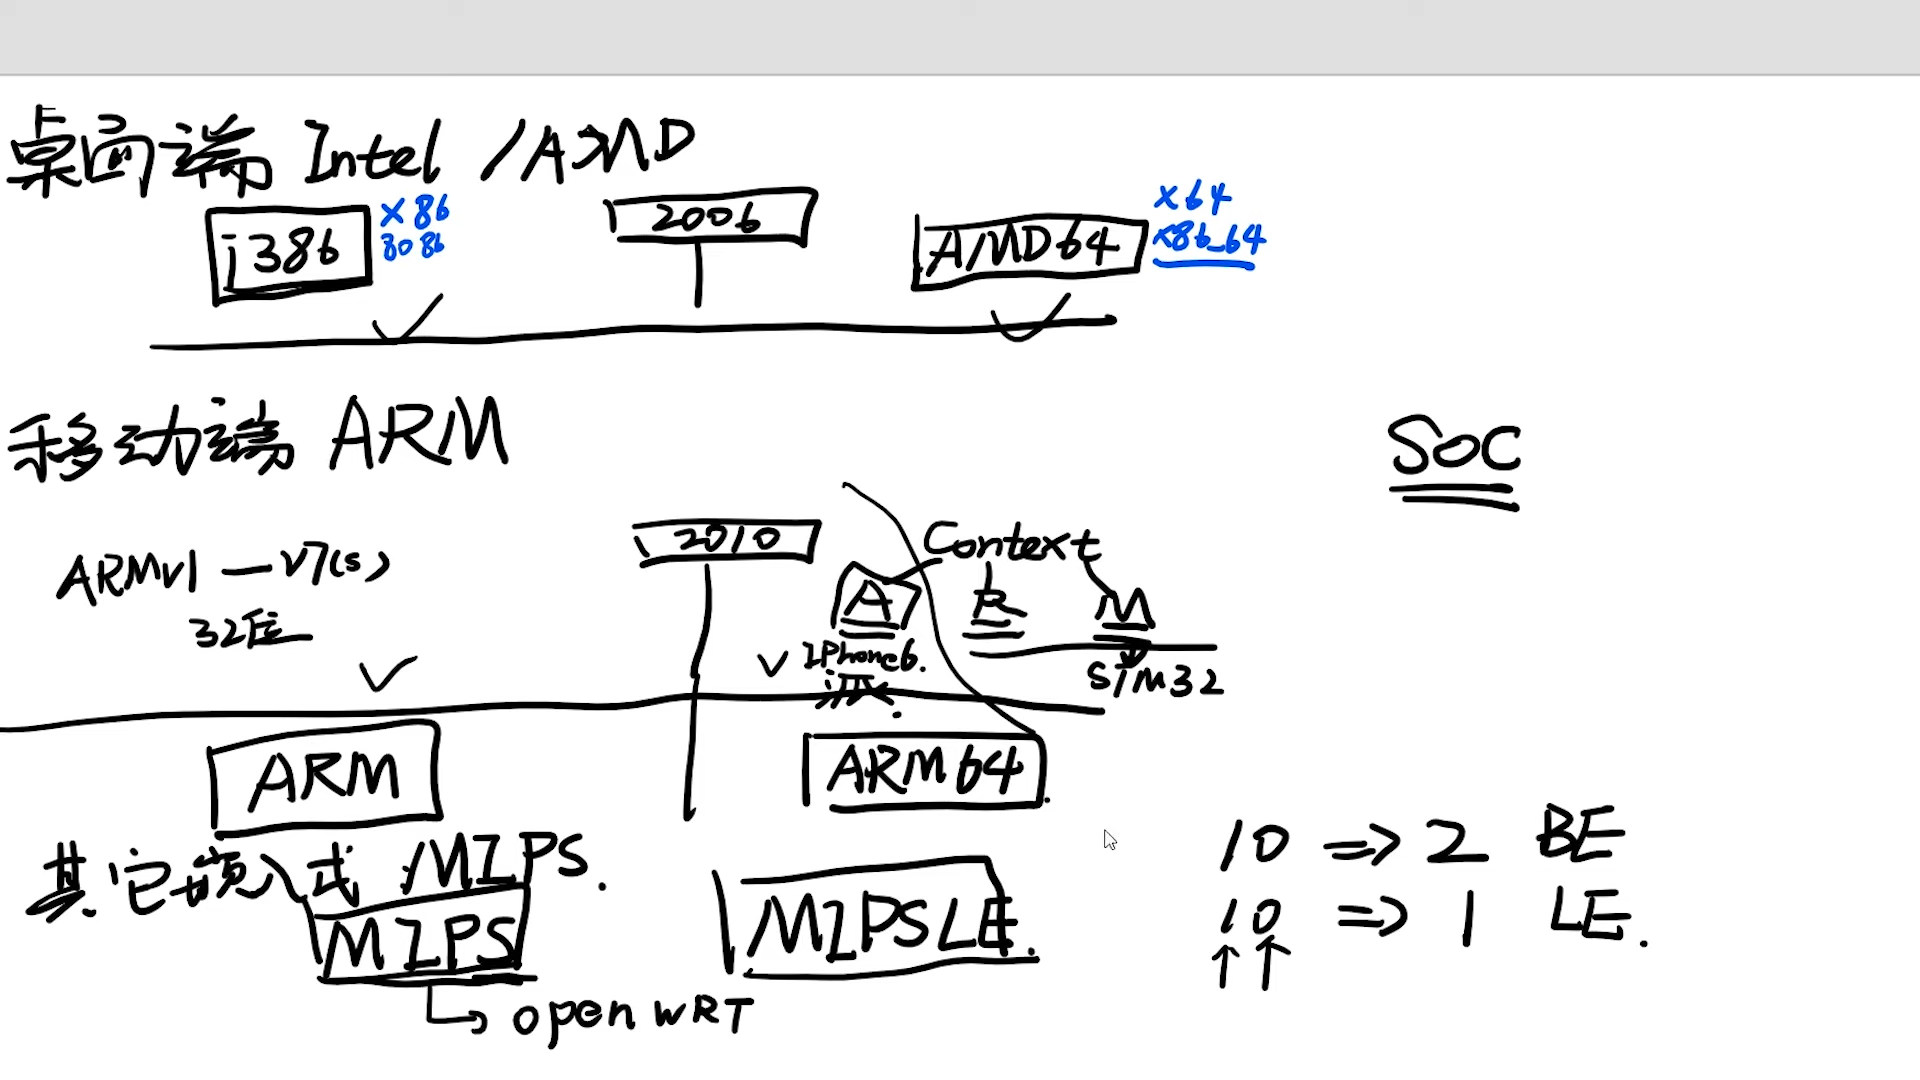 桌面端 Intel /AMD
i386 x86 8086
2006
AMD64 x64 x86_64
移动端 ARM
SOC
ARMv1 — v7(s)
32位
2010
Context
A R M
iPhone6.
STM32
ARM
ARM64
其它嵌入式 MIPS.
MIPS
MIPSLE.
openWRT
10 => 2 BE
10 => 1 LE.